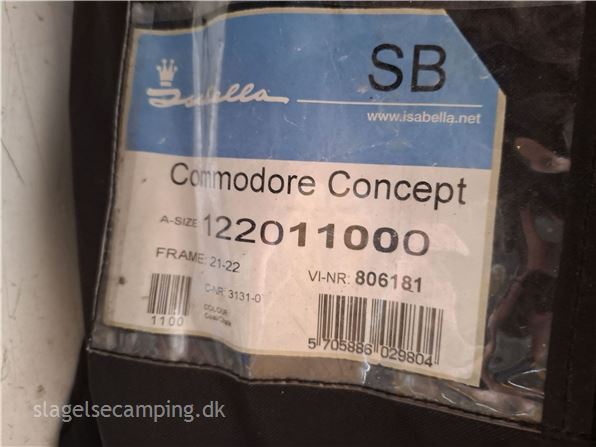 SB
Isabella
www.isabella.net
Commodore Concept
A-SIZE 122011000
FRAME: 21-22
VI-NR: 806181
C-NR: 3131-0
COLOUR
1100
5 705886 029804
slagelsecamping.dk